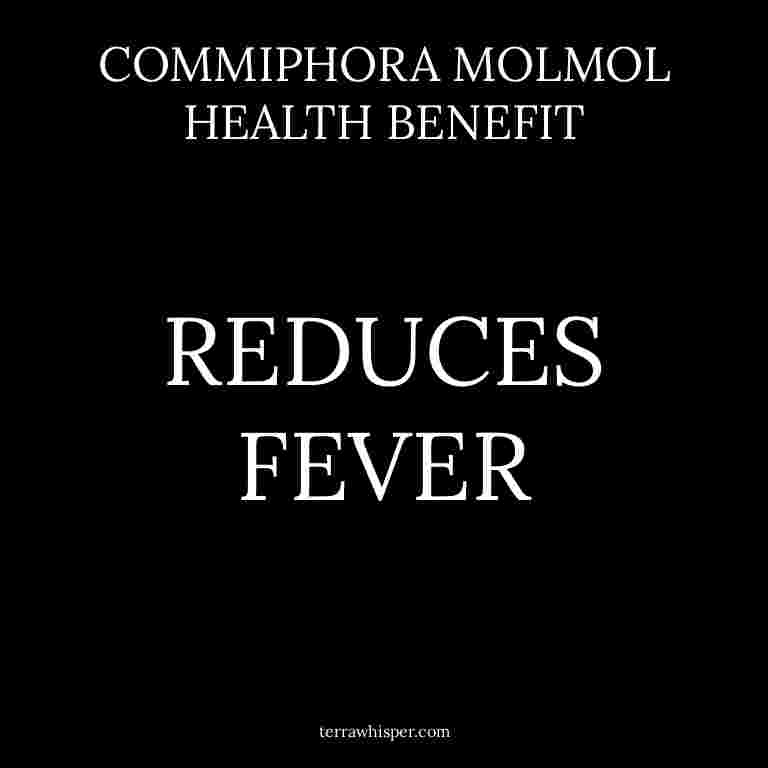 COMMIPHORA MOLMOL
HEALTH BENEFIT
REDUCES
FEVER
terrawhisper.com